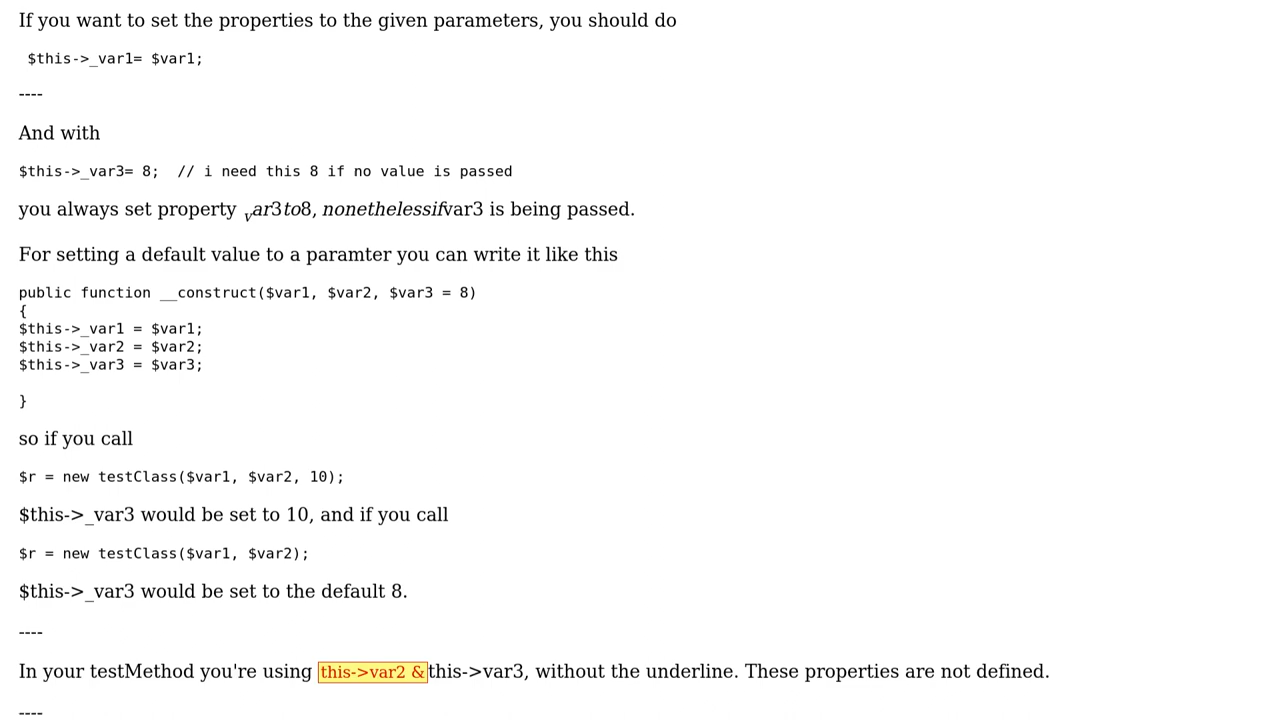 If you want to set the properties to the given parameters, you should do
$this->_var1= $var1;
----
And with
$this->_var3= 8;  // i need this 8 if no value is passed
you always set property _var3to8, nonethelessifvar3 is being passed.
For setting a default value to a paramter you can write it like this
public function __construct($var1, $var2, $var3 = 8)
{
$this->_var1 = $var1;
$this->_var2 = $var2;
$this->_var3 = $var3;
}
so if you call
$r = new testClass($var1, $var2, 10);
$this->_var3 would be set to 10, and if you call
$r = new testClass($var1, $var2);
$this->_var3 would be set to the default 8.
----
In your testMethod you're using this->var2 &this->var3, without the underline. These properties are not defined.
----